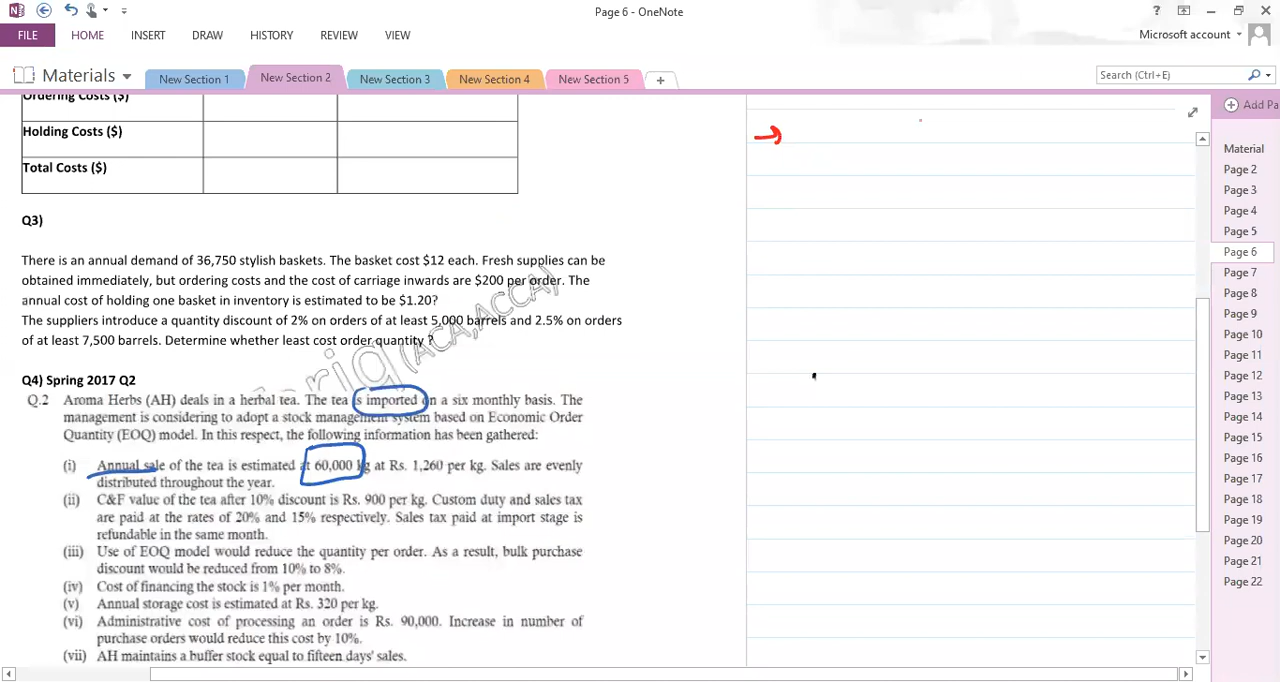 Page 6 - OneNote
FILE HOME INSERT DRAW HISTORY REVIEW VIEW Microsoft account
Materials New Section 1 New Section 2 New Section 3 New Section 4 New Section 5 + Search (Ctrl+E)
Add Pa
Ordering Costs ($)
Holding Costs ($)
Total Costs ($)
Q3)
There is an annual demand of 36,750 stylish baskets. The basket cost $12 each. Fresh supplies can be
obtained immediately, but ordering costs and the cost of carriage inwards are $200 per order. The
annual cost of holding one basket in inventory is estimated to be $1.20?
The suppliers introduce a quantity discount of 2% on orders of at least 5,000 barrels and 2.5% on orders
of at least 7,500 barrels. Determine whether least cost order quantity ?
(ACA,ACCA)
Q4) Spring 2017 Q2
Q.2 Aroma Herbs (AH) deals in a herbal tea. The tea is imported on a six monthly basis. The
management is considering to adopt a stock management system based on Economic Order
Quantity (EOQ) model. In this respect, the following information has been gathered:
(i) Annual sale of the tea is estimated at 60,000 kg at Rs. 1,260 per kg. Sales are evenly
distributed throughout the year.
(ii) C&F value of the tea after 10% discount is Rs. 900 per kg. Custom duty and sales tax
are paid at the rates of 20% and 15% respectively. Sales tax paid at import stage is
refundable in the same month.
(iii) Use of EOQ model would reduce the quantity per order. As a result, bulk purchase
discount would be reduced from 10% to 8%.
(iv) Cost of financing the stock is 1% per month.
(v) Annual storage cost is estimated at Rs. 320 per kg.
(vi) Administrative cost of processing an order is Rs. 90,000. Increase in number of
purchase orders would reduce this cost by 10%.
(vii) AH maintains a buffer stock equal to fifteen days' sales.
Material
Page 2
Page 3
Page 4
Page 5
Page 6
Page 7
Page 8
Page 9
Page 10
Page 11
Page 12
Page 13
Page 14
Page 15
Page 16
Page 17
Page 18
Page 19
Page 20
Page 21
Page 22